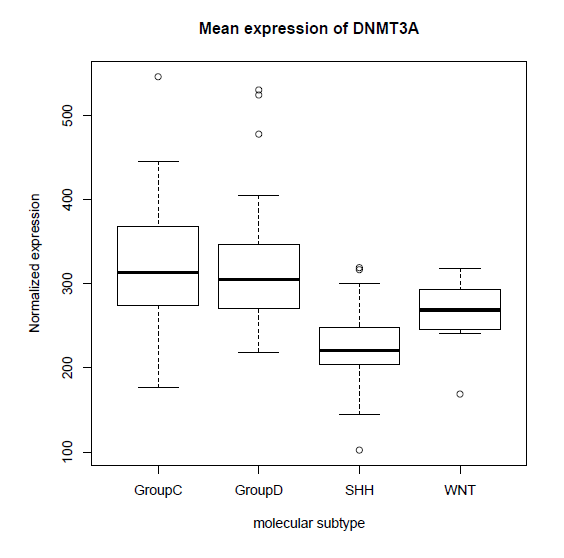 Mean expression of DNMT3A
Normalized expression
500
400
300
200
100
GroupC GroupD SHH WNT
molecular subtype